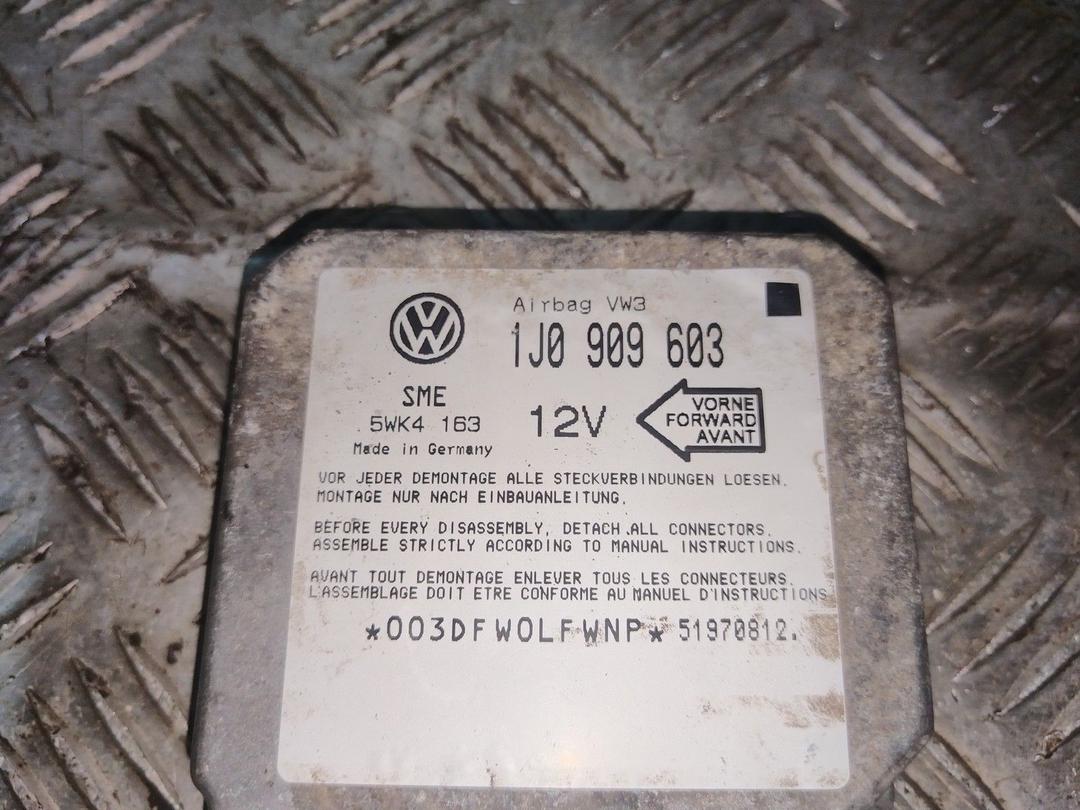 Airbag VW3
1J0 909 603
SME
5WK4 163
Made in Germany
12V
VORNE
FORWARD
AVANT
VOR JEDER DEMONTAGE ALLE STECKVERBINDUNGEN LOESEN.
MONTAGE NUR NACH EINBAUANLEITUNG.
BEFORE EVERY DISASSEMBLY, DETACH ALL CONNECTORS.
ASSEMBLE STRICTLY ACCORDING TO MANUAL INSTRUCTIONS.
AVANT TOUT DEMONTAGE ENLEVER TOUS LES CONNECTEURS.
L'ASSEMBLAGE DOIT ETRE CONFORME AU MANUEL D'INSTRUCTIONS
*003DFW0LFWNP* 51970812.